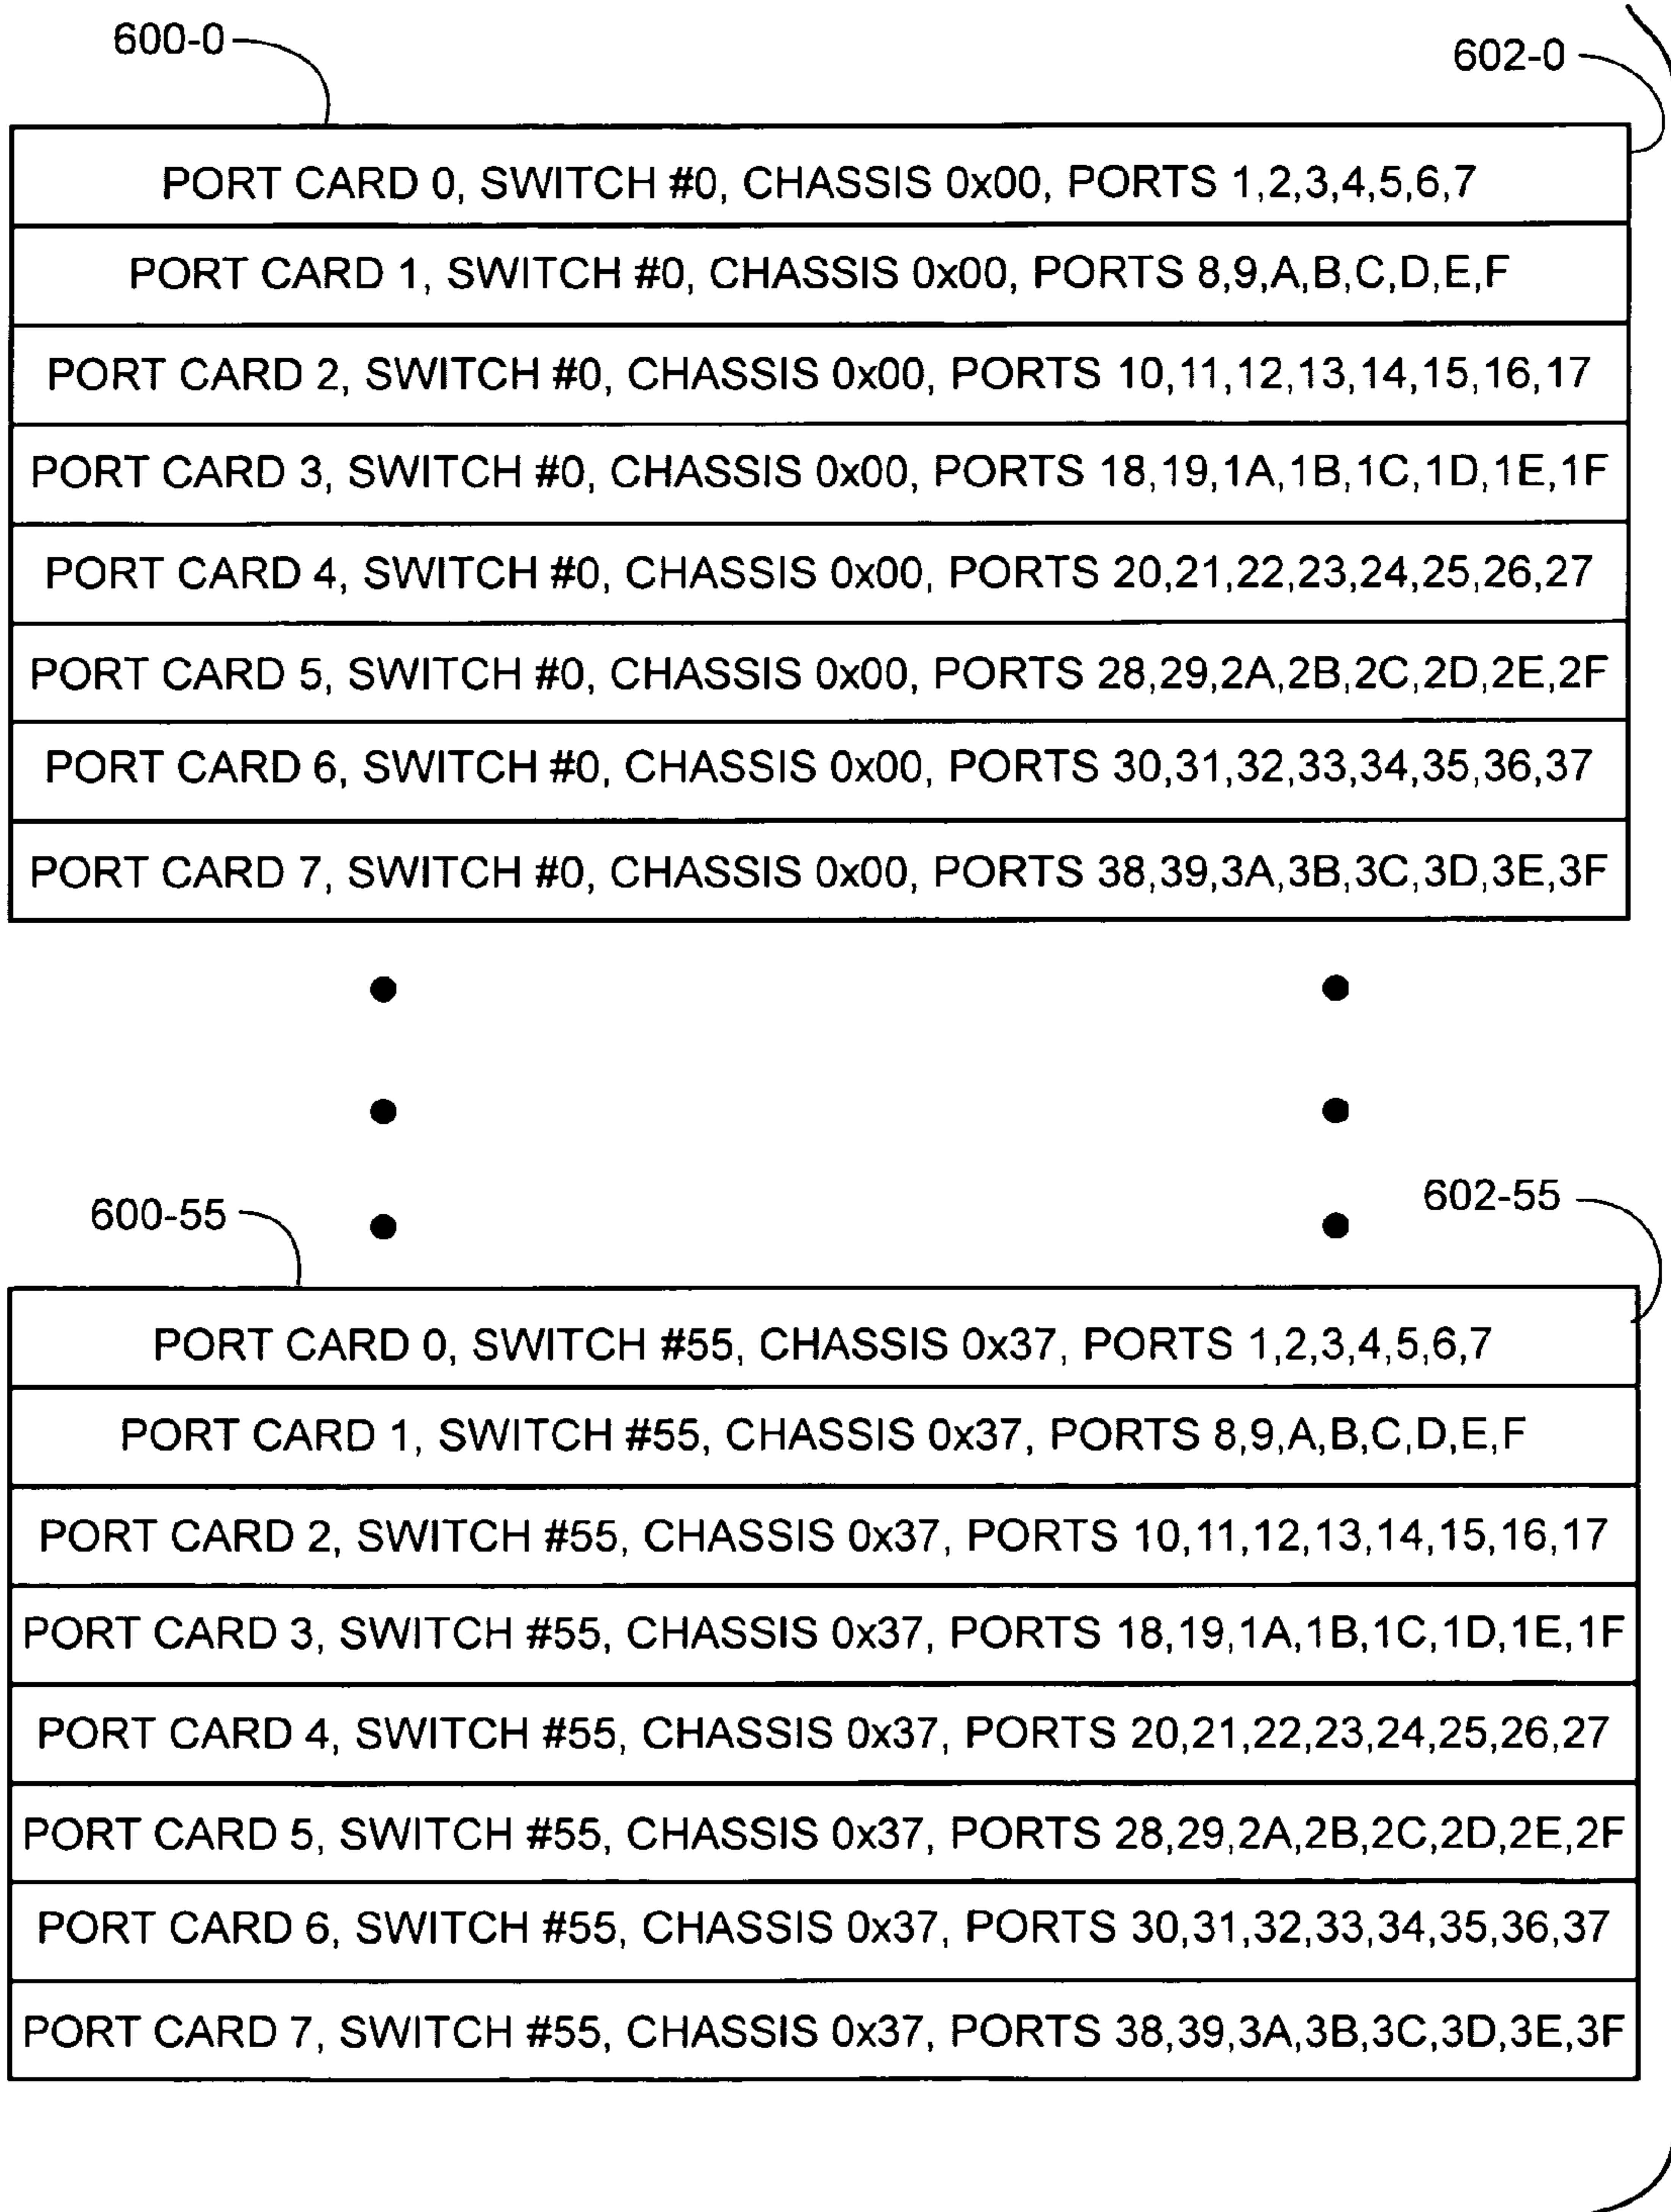 600-0
602-0
PORT CARD 0, SWITCH #0, CHASSIS 0x00, PORTS 1,2,3,4,5,6,7
PORT CARD 1, SWITCH #0, CHASSIS 0x00, PORTS 8,9,A,B,C,D,E,F
PORT CARD 2, SWITCH #0, CHASSIS 0x00, PORTS 10,11,12,13,14,15,16,17
PORT CARD 3, SWITCH #0, CHASSIS 0x00, PORTS 18,19,1A,1B,1C,1D,1E,1F
PORT CARD 4, SWITCH #0, CHASSIS 0x00, PORTS 20,21,22,23,24,25,26,27
PORT CARD 5, SWITCH #0, CHASSIS 0x00, PORTS 28,29,2A,2B,2C,2D,2E,2F
PORT CARD 6, SWITCH #0, CHASSIS 0x00, PORTS 30,31,32,33,34,35,36,37
PORT CARD 7, SWITCH #0, CHASSIS 0x00, PORTS 38,39,3A,3B,3C,3D,3E,3F
600-55
602-55
PORT CARD 0, SWITCH #55, CHASSIS 0x37, PORTS 1,2,3,4,5,6,7
PORT CARD 1, SWITCH #55, CHASSIS 0x37, PORTS 8,9,A,B,C,D,E,F
PORT CARD 2, SWITCH #55, CHASSIS 0x37, PORTS 10,11,12,13,14,15,16,17
PORT CARD 3, SWITCH #55, CHASSIS 0x37, PORTS 18,19,1A,1B,1C,1D,1E,1F
PORT CARD 4, SWITCH #55, CHASSIS 0x37, PORTS 20,21,22,23,24,25,26,27
PORT CARD 5, SWITCH #55, CHASSIS 0x37, PORTS 28,29,2A,2B,2C,2D,2E,2F
PORT CARD 6, SWITCH #55, CHASSIS 0x37, PORTS 30,31,32,33,34,35,36,37
PORT CARD 7, SWITCH #55, CHASSIS 0x37, PORTS 38,39,3A,3B,3C,3D,3E,3F